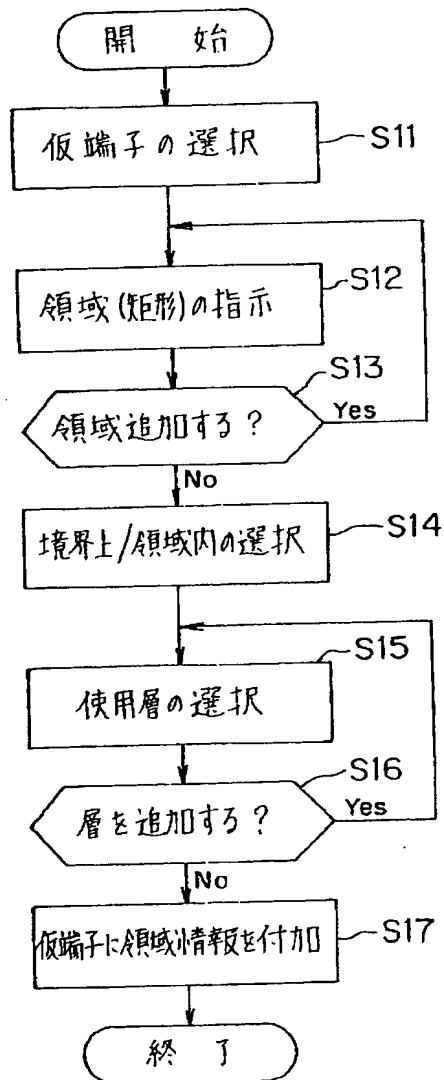 開 始
仮端子の選択
S11
領域(矩形)の指示
S12
領域追加する?
S13
Yes
No
境界上/領域内の選択
S14
使用層の選択
S15
層を追加する?
S16
Yes
No
仮端子に領域情報を付加
S17
終 了